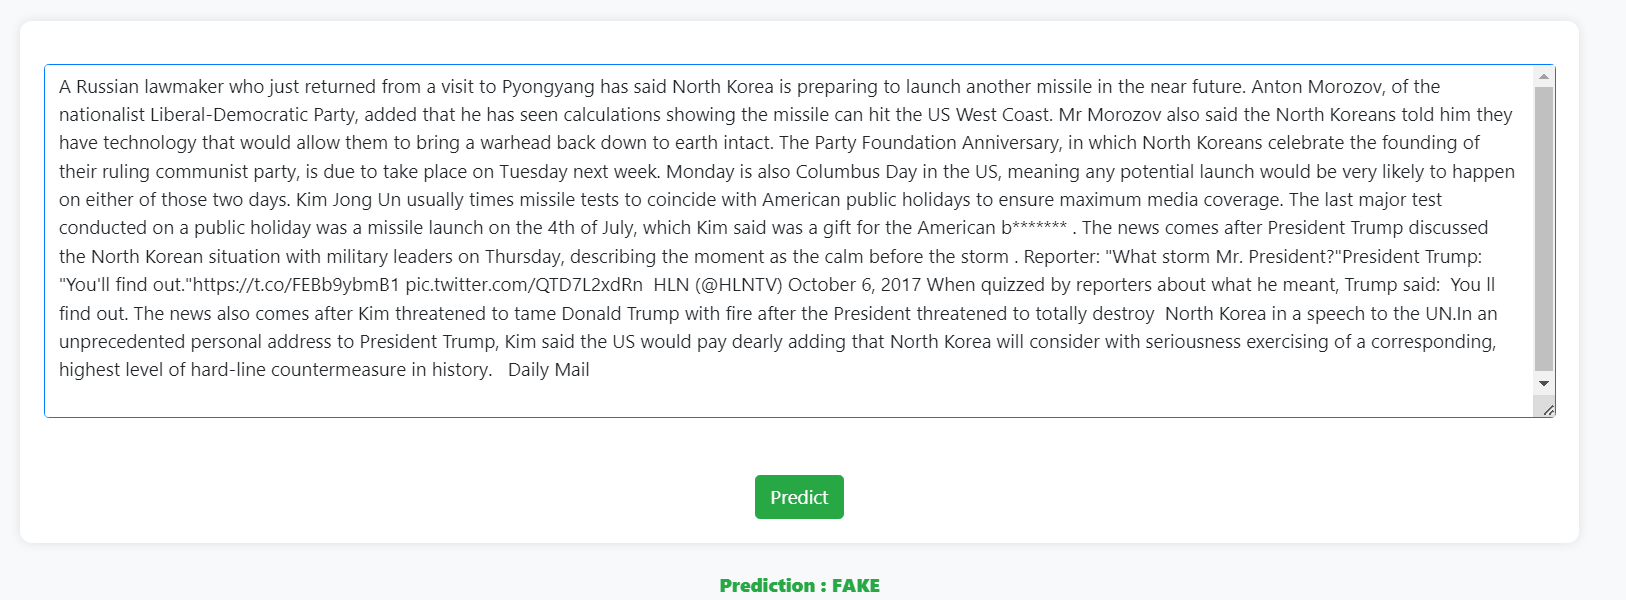 A Russian lawmaker who just returned from a visit to Pyongyang has said North Korea is preparing to launch another missile in the near future. Anton Morozov, of the
nationalist Liberal-Democratic Party, added that he has seen calculations showing the missile can hit the US West Coast. Mr Morozov also said the North Koreans told him they
have technology that would allow them to bring a warhead back down to earth intact. The Party Foundation Anniversary, in which North Koreans celebrate the founding of
their ruling communist party, is due to take place on Tuesday next week. Monday is also Columbus Day in the US, meaning any potential launch would be very likely to happen
on either of those two days. Kim Jong Un usually times missile tests to coincide with American public holidays to ensure maximum media coverage. The last major test
conducted on a public holiday was a missile launch on the 4th of July, which Kim said was a gift for the American b******* . The news comes after President Trump discussed
the North Korean situation with military leaders on Thursday, describing the moment as the calm before the storm . Reporter: "What storm Mr. President?"President Trump:
"You'll find out."https://t.co/FEBb9ybmB1 pic.twitter.com/QTD7L2xdRn  HLN (@HLNTV) October 6, 2017 When quizzed by reporters about what he meant, Trump said:  You ll
find out. The news also comes after Kim threatened to tame Donald Trump with fire after the President threatened to totally destroy  North Korea in a speech to the UN.In an
unprecedented personal address to President Trump, Kim said the US would pay dearly adding that North Korea will consider with seriousness exercising of a corresponding,
highest level of hard-line countermeasure in history.   Daily Mail
Predict
Prediction : FAKE